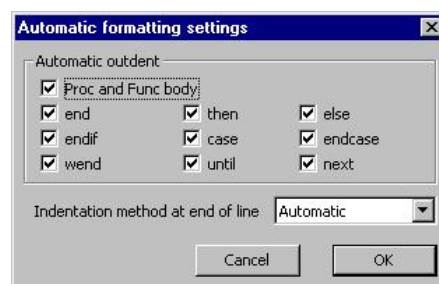 Automatic formatting settings
Automatic outdent
Proc and Func body
end then else
endif case endcase
wend until next
Indentation method at end of line Automatic
Cancel OK